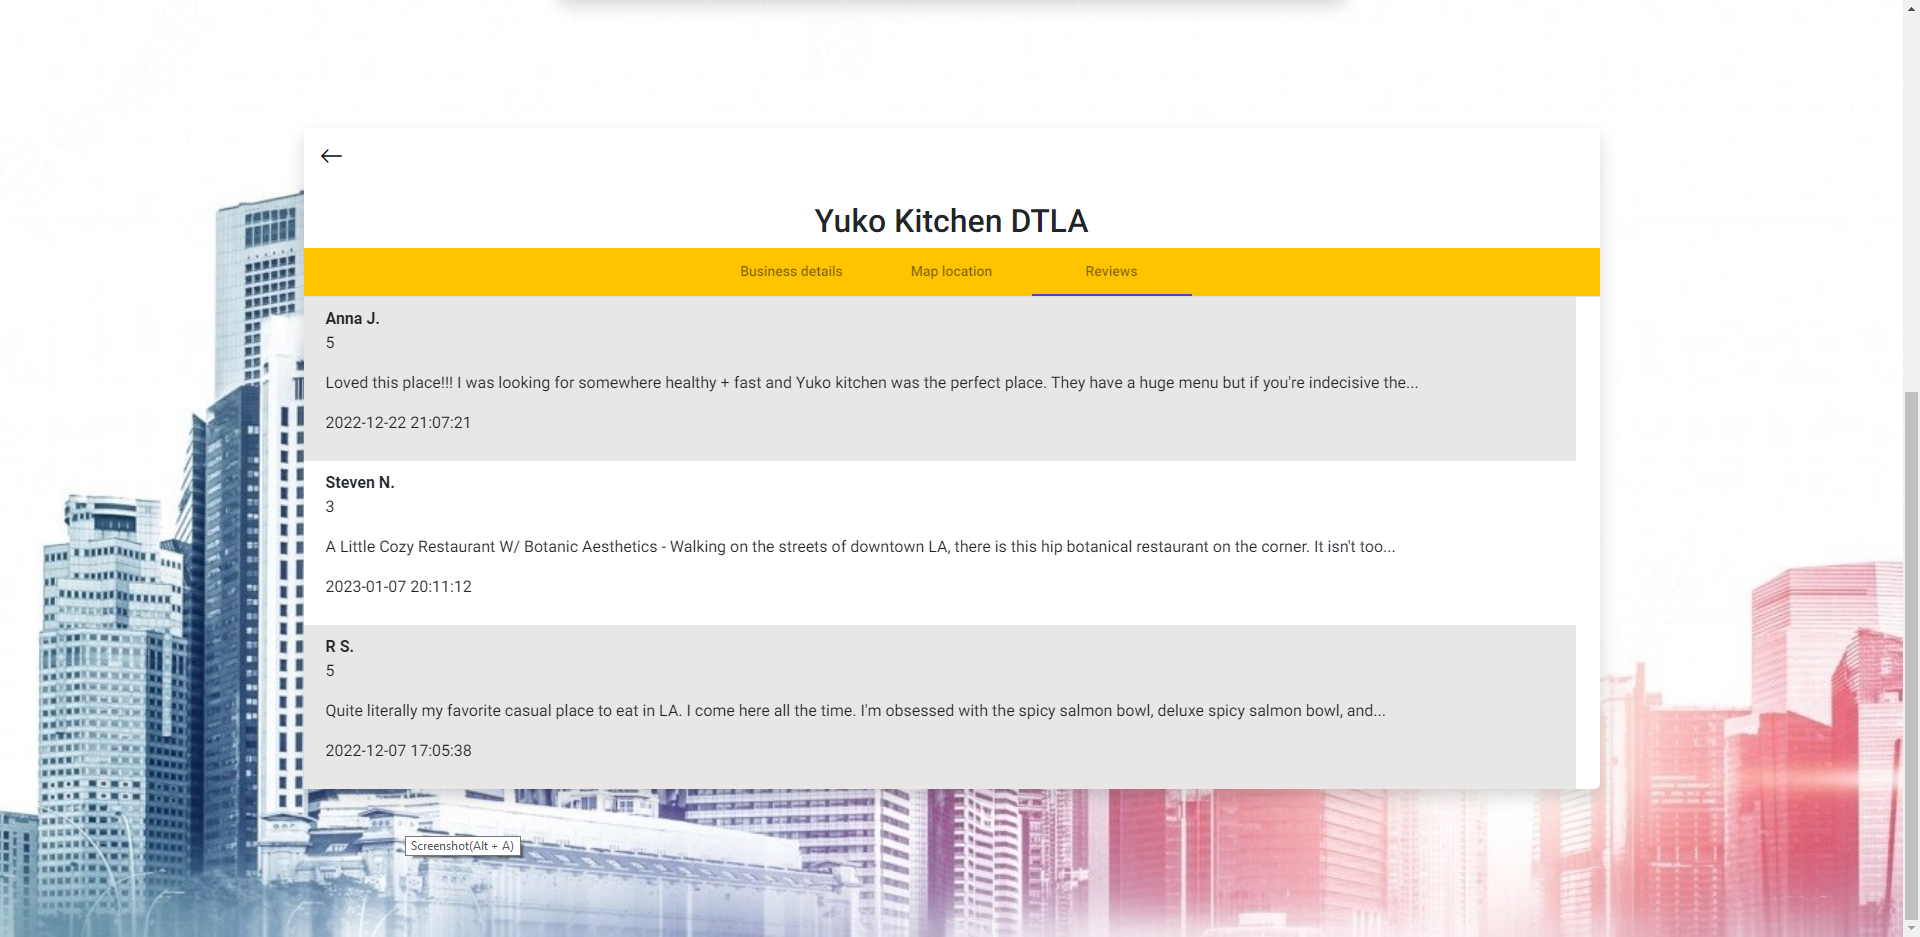 Yuko Kitchen DTLA
Business details
Map location
Reviews
Anna J.
5
Loved this place!!! I was looking for somewhere healthy + fast and Yuko kitchen was the perfect place. They have a huge menu but if you're indecisive the...
2022-12-22 21:07:21
Steven N.
3
A Little Cozy Restaurant W/ Botanic Aesthetics - Walking on the streets of downtown LA, there is this hip botanical restaurant on the corner. It isn't too...
2023-01-07 20:11:12
R S.
5
Quite literally my favorite casual place to eat in LA. I come here all the time. I'm obsessed with the spicy salmon bowl, deluxe spicy salmon bowl, and...
2022-12-07 17:05:38
Screenshot(Alt + A)